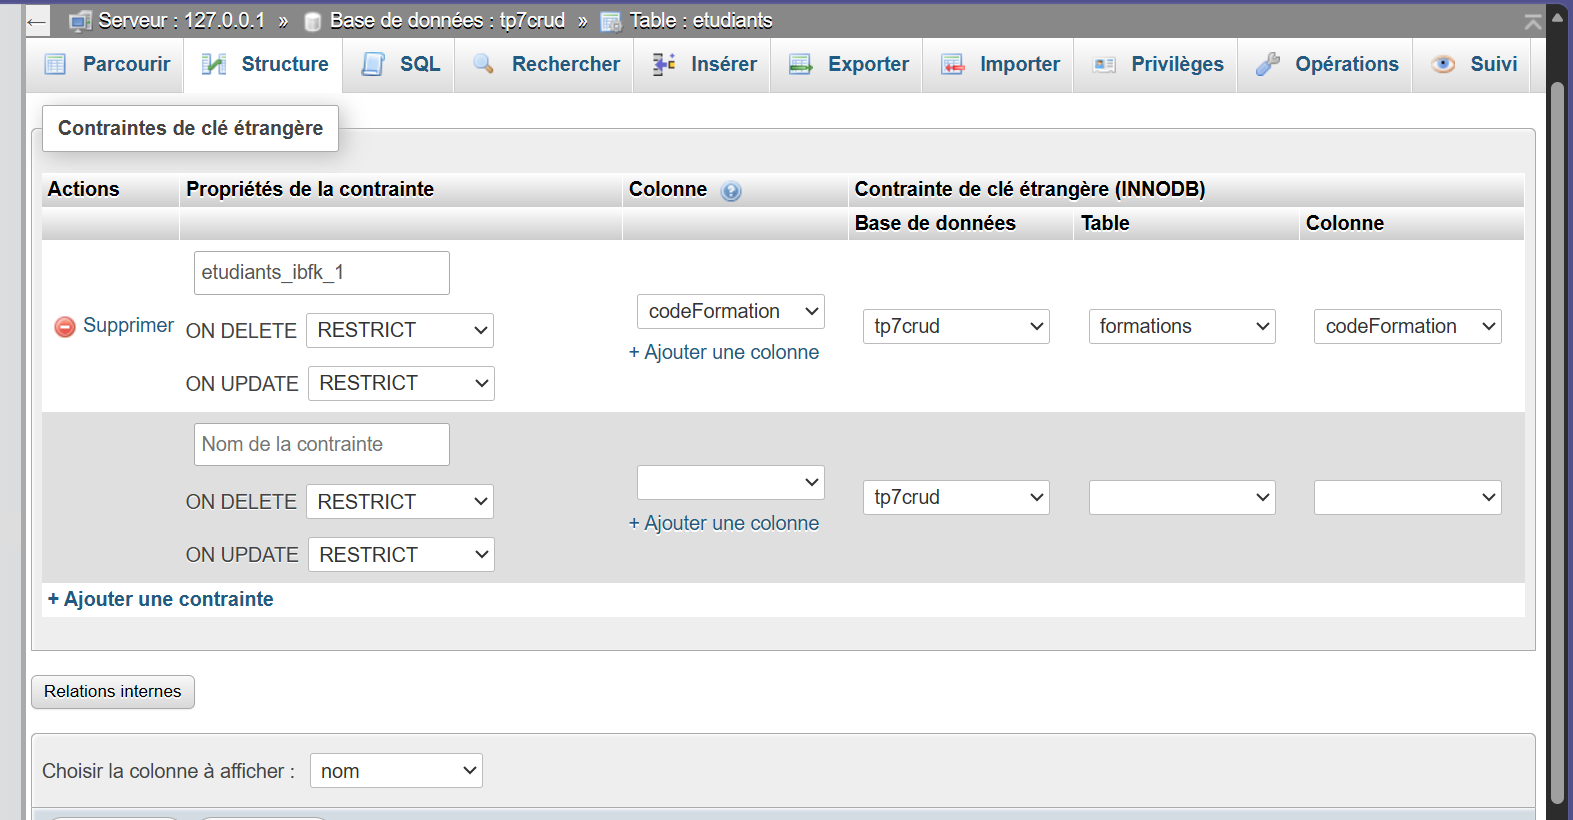 ← Serveur : 127.0.0.1 » Base de données : tp7crud » Table : etudiants
Parcourir Structure SQL Rechercher Insérer Exporter Importer Privilèges Opérations Suivi
Contraintes de clé étrangère
Actions Propriétés de la contrainte Colonne Contrainte de clé étrangère (INNODB)
Base de données Table Colonne
etudiants_ibfk_1
Supprimer ON DELETE RESTRICT codeFormation tp7crud formations codeFormation
+ Ajouter une colonne
ON UPDATE RESTRICT
Nom de la contrainte
ON DELETE RESTRICT tp7crud
+ Ajouter une colonne
ON UPDATE RESTRICT
+ Ajouter une contrainte
Relations internes
Choisir la colonne à afficher : nom